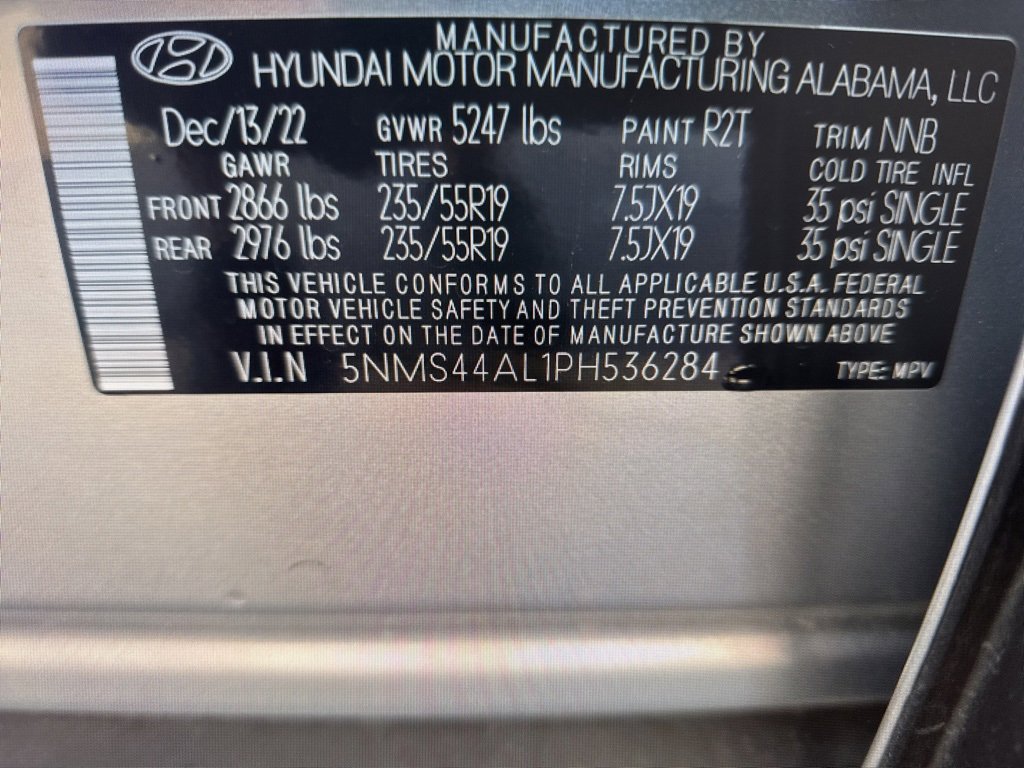 MANUFACTURED BY
HYUNDAI MOTOR MANUFACTURING ALABAMA, LLC
Dec/13/22 GVWR 5247 lbs PAINT R2T TRIM NNB
GAWR TIRES RIMS COLD TIRE INFL
FRONT 2866 lbs 235/55R19 7.5JX19 35 psi SINGLE
REAR 2976 lbs 235/55R19 7.5JX19 35 psi SINGLE
THIS VEHICLE CONFORMS TO ALL APPLICABLE U.S.A. FEDERAL
MOTOR VEHICLE SAFETY AND THEFT PREVENTION STANDARDS
IN EFFECT ON THE DATE OF MANUFACTURE SHOWN ABOVE
V.I.N 5NMS44AL1PH536284 TYPE: MPV